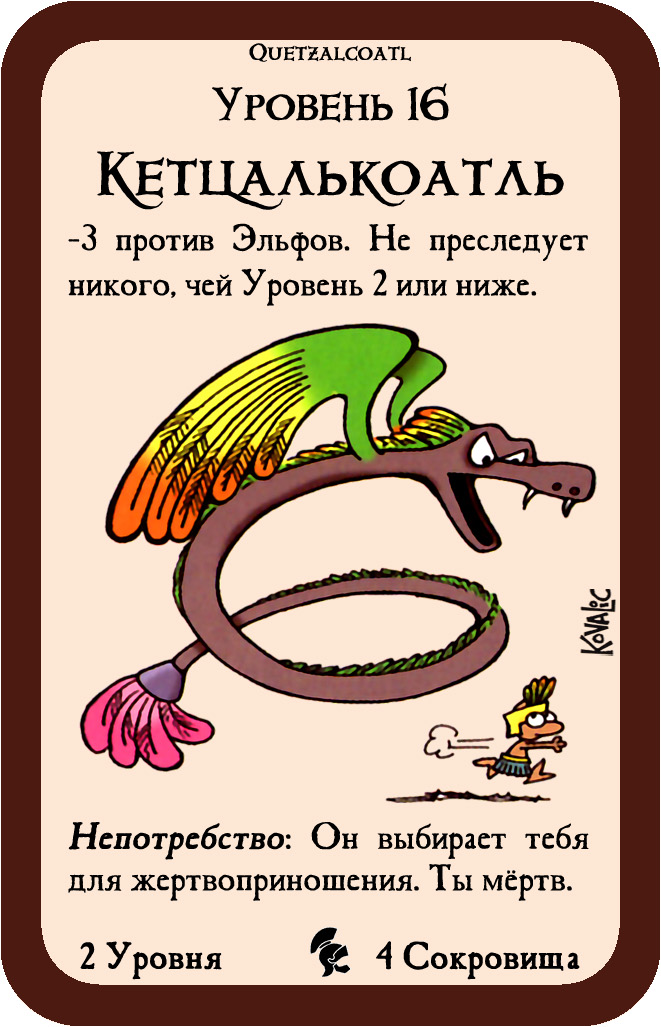 Quetzalcoatl
Уровень 16
Кетцалькоатль
-3 против Эльфов. Не преследует
никого, чей Уровень 2 или ниже.
Kovalic
Непотребство: Он выбирает тебя
для жертвоприношения. Ты мёртв.
2 Уровня 4 Сокровища